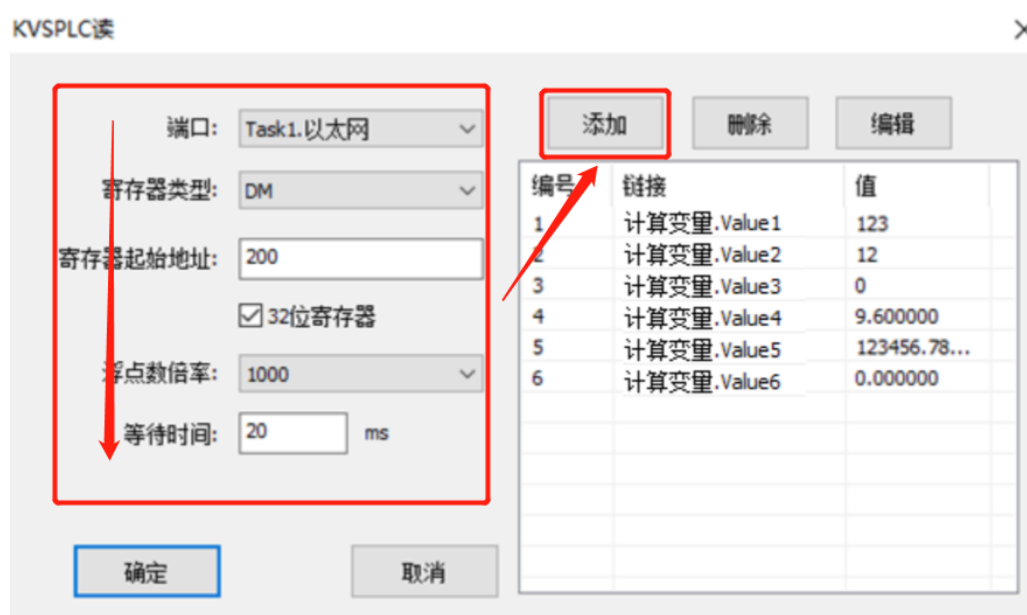 KVSPLC读
端口: Task1.以太网
寄存器类型: DM
寄存器起始地址: 200
32位寄存器
浮点数倍率: 1000
等待时间: 20 ms
确定 取消
添加 删除 编辑
编号 链接 值
1 计算变量.Value1 123
2 计算变量.Value2 12
3 计算变量.Value3 0
4 计算变量.Value4 9.600000
5 计算变量.Value5 123456.78...
6 计算变量.Value6 0.000000